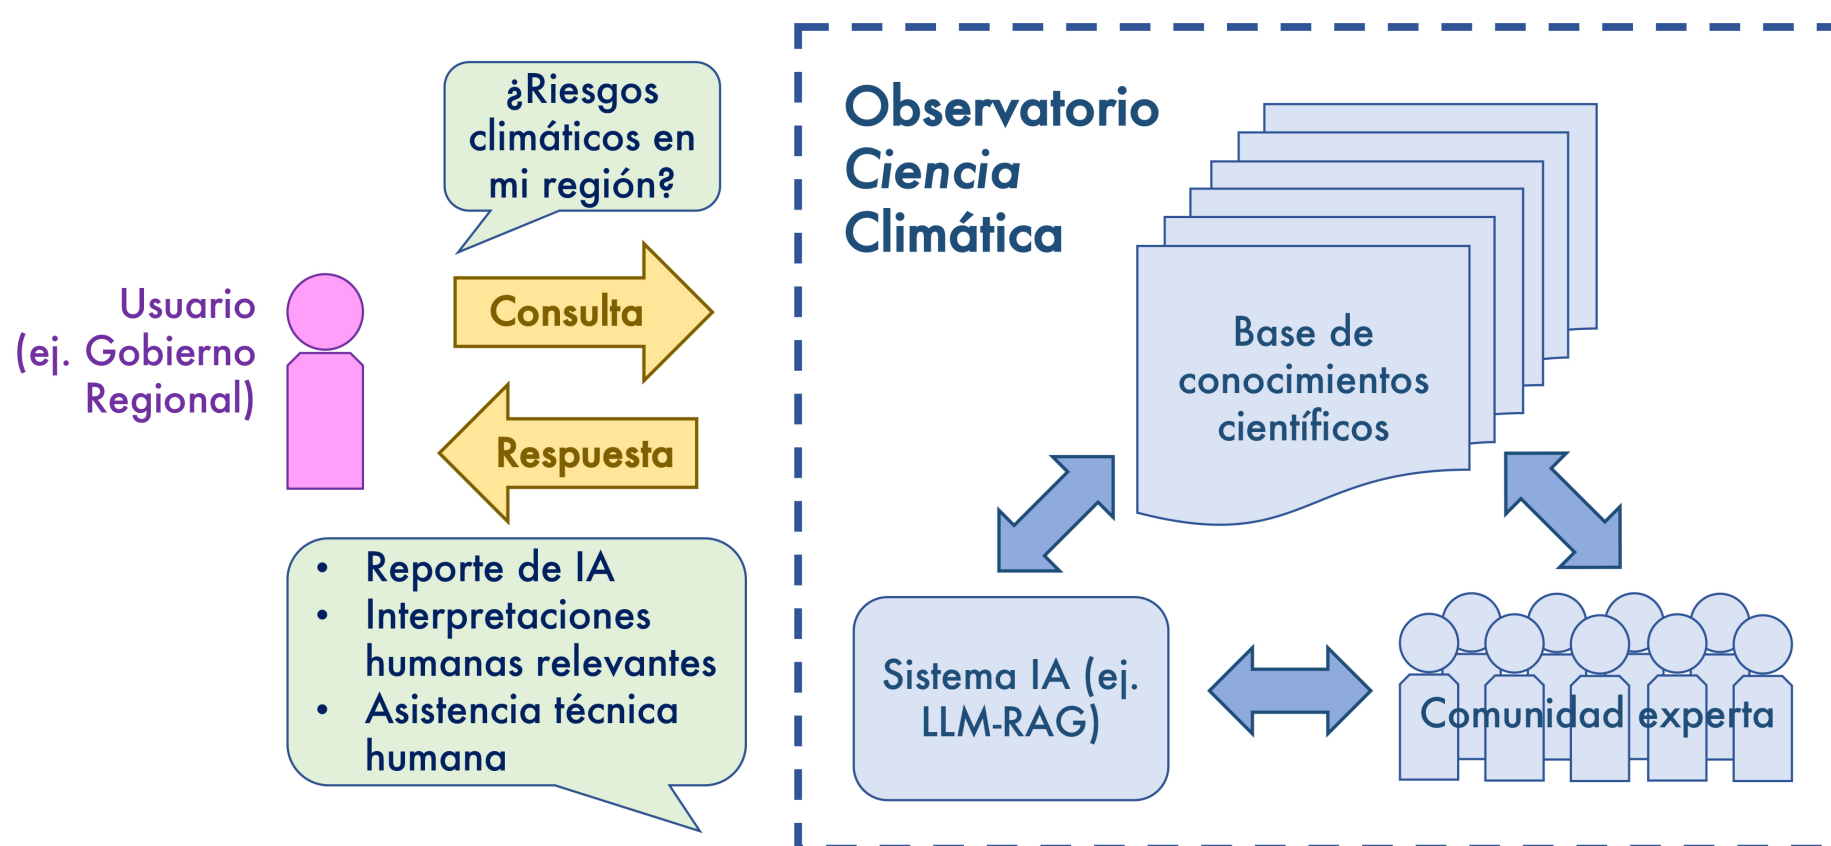 ¿Riesgos
climáticos en
mi región?
Usuario
(ej. Gobierno
Regional)
Consulta
Respuesta
• Reporte de IA
• Interpretaciones
humanas relevantes
• Asistencia técnica
humana
Observatorio
Ciencia
Climática
Base de
conocimientos
científicos
Sistema IA (ej.
LLM-RAG)
Comunidad experta